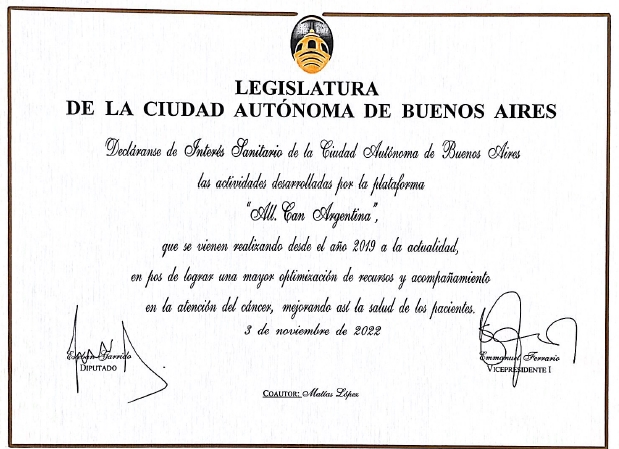 LEGISLATURA
DE LA CIUDAD AUTÓNOMA DE BUENOS AIRES
Decláranse de Interés Sanitario de la Ciudad Autónoma de Buenos Aires
las actividades desarrolladas por la plataforma
“All. Can Argentina”,
que se vienen realizando desde el año 2019 a la actualidad,
en pos de lograr una mayor optimización de recursos y acompañamiento
en la atención del cáncer, mejorando así la salud de los pacientes.
3 de noviembre de 2022
Esteban Garrido
DIPUTADO
Emmanuel Ferrario
VICEPRESIDENTE I
COAUTOR: Matías López